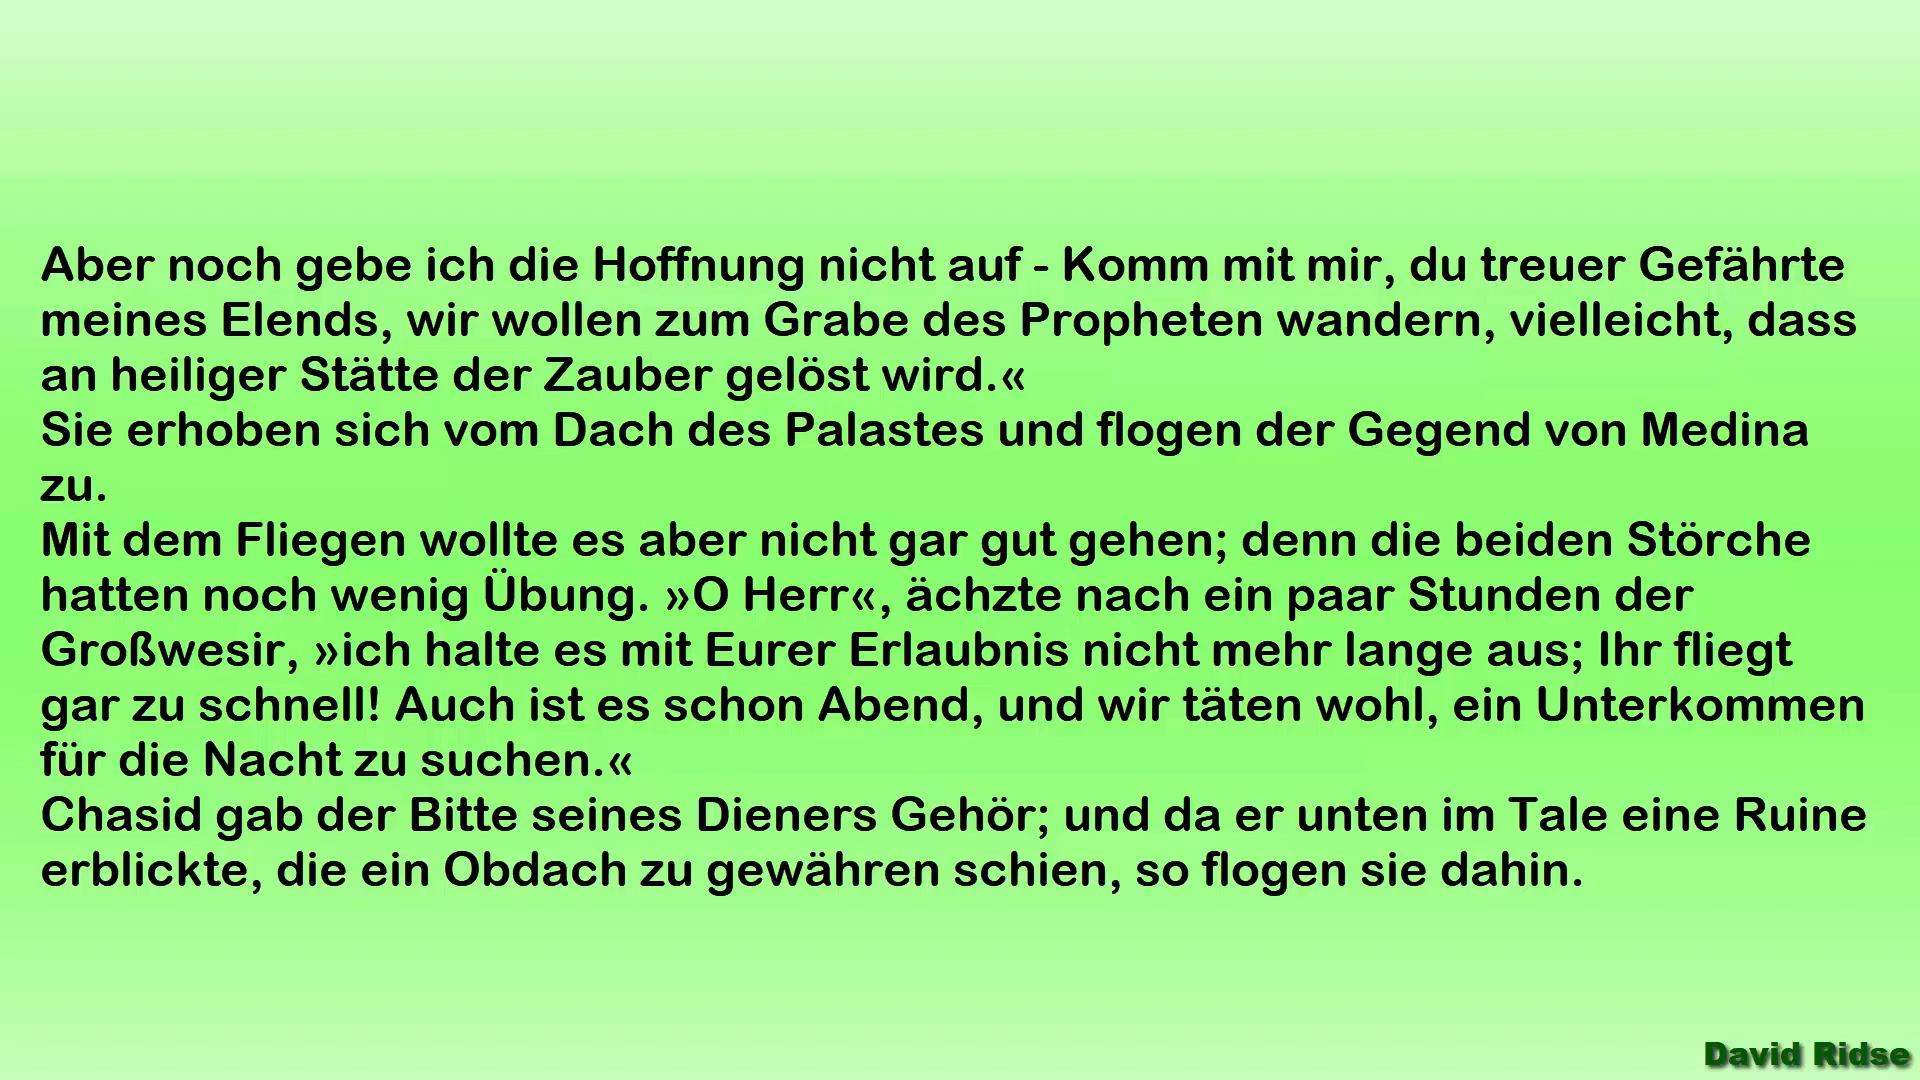 Aber noch gebe ich die Hoffnung nicht auf - Komm mit mir, du treuer Gefährte
meines Elends, wir wollen zum Grabe des Propheten wandern, vielleicht, dass
an heiliger Stätte der Zauber gelöst wird.«
Sie erhoben sich vom Dach des Palastes und flogen der Gegend von Medina
zu.
Mit dem Fliegen wollte es aber nicht gar gut gehen; denn die beiden Störche
hatten noch wenig Übung. »O Herr«, ächzte nach ein paar Stunden der
Großwesir, »ich halte es mit Eurer Erlaubnis nicht mehr lange aus; Ihr fliegt
gar zu schnell! Auch ist es schon Abend, und wir täten wohl, ein Unterkommen
für die Nacht zu suchen.«
Chasid gab der Bitte seines Dieners Gehör; und da er unten im Tale eine Ruine
erblickte, die ein Obdach zu gewähren schien, so flogen sie dahin.
David Ridse